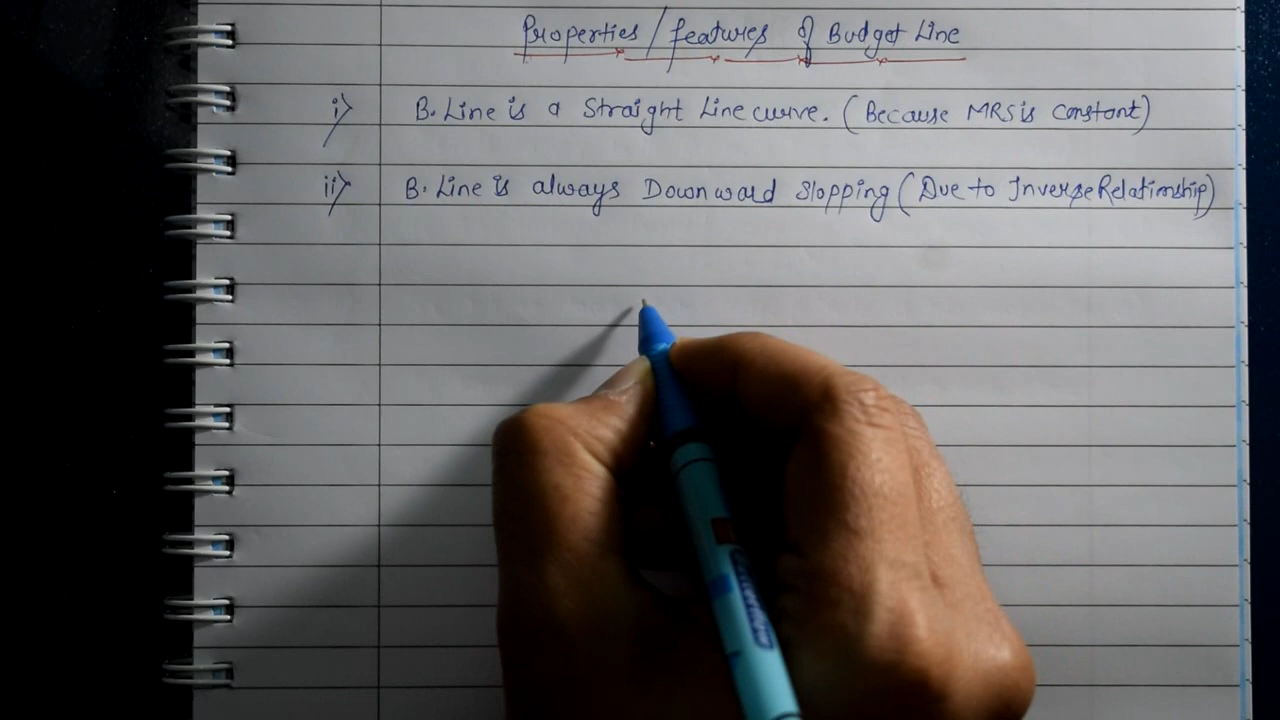 Properties / features of Budget Line
i) B. Line is a Straight Line curve. (Because MRS is constant)
ii) B. Line is always Downward Slopping (Due to Inverse Relationship)